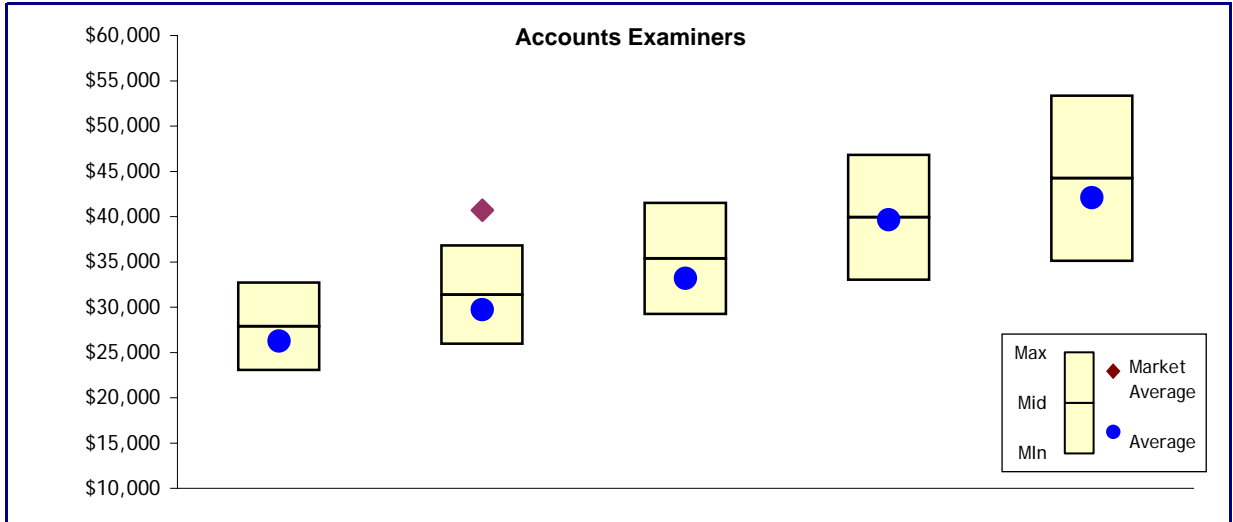 Accounts Examiners
$60,000
$55,000
$50,000
$45,000
$40,000
$35,000
$30,000
$25,000
$20,000
$15,000
$10,000
Max
Mid
MIn
Market
Average
Average